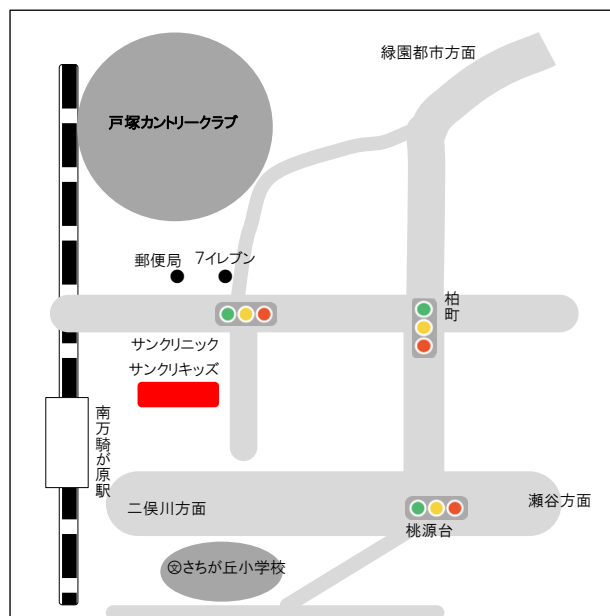 緑園都市方面
戸塚カントリークラブ
郵便局
7イレブン
柏町
サンクリニック
サンクリキッズ
南万騎が原駅
二俣川方面
瀬谷方面
桃源台
㉆さちが丘小学校